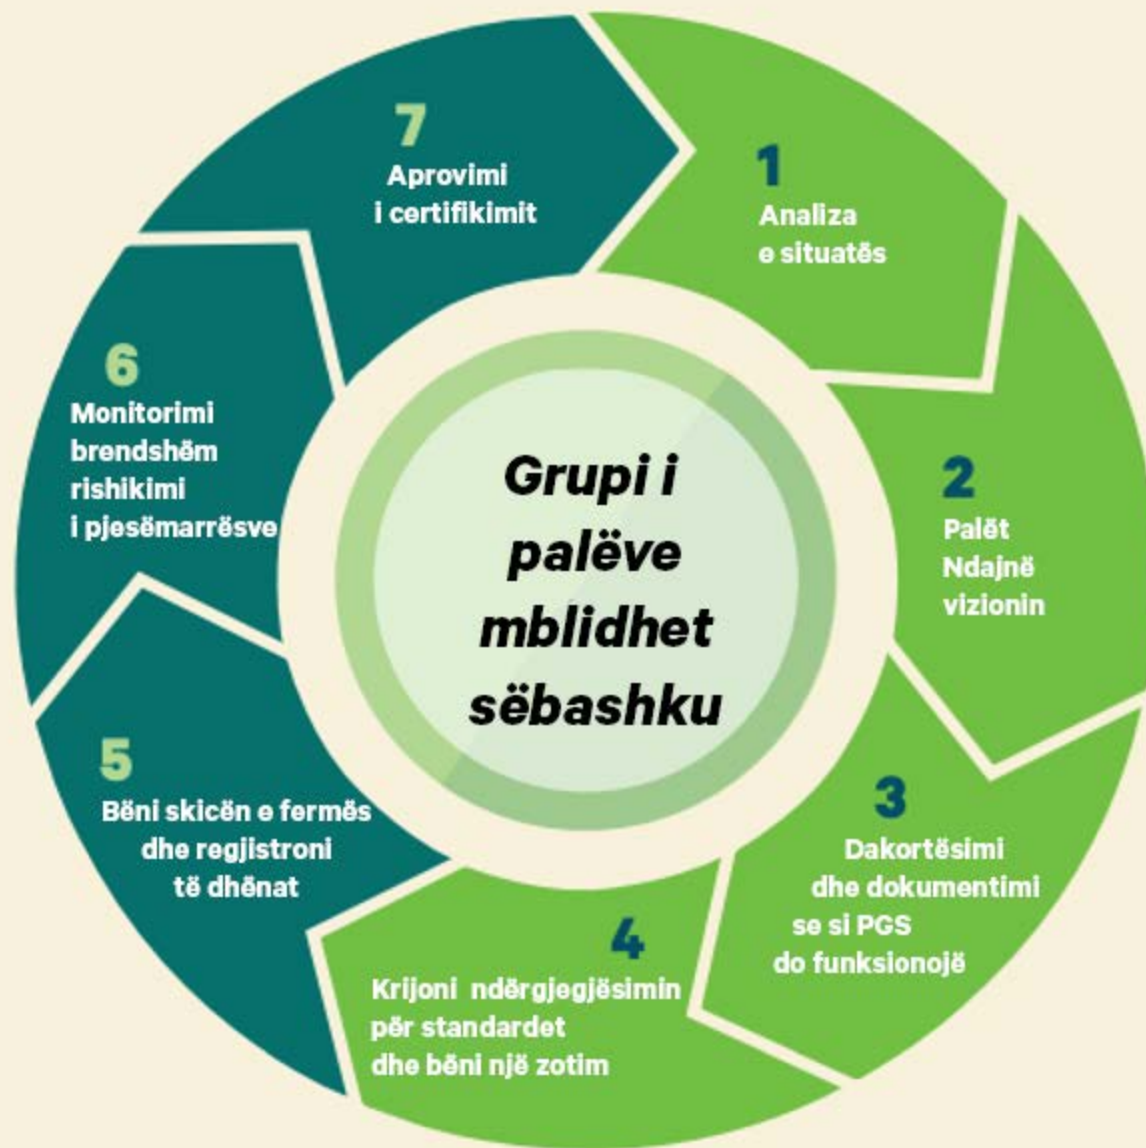 1
Analiza
e situatës
2
Palët
Ndajnë
vizionin
3
Dakortësimi
dhe dokumentimi
se si PGS
do funksionojë
4
Krijoni ndërgjegjësimin
për standardet
dhe bëni një zotim
5
Bëni skicën e fermës
dhe regjistroni
të dhënat
6
Monitorimi
brendshëm
rishikimi
i pjesëmarrësve
7
Aprovimi
i certifikimit
Grupi i
palëve
mblidhet
sëbashku